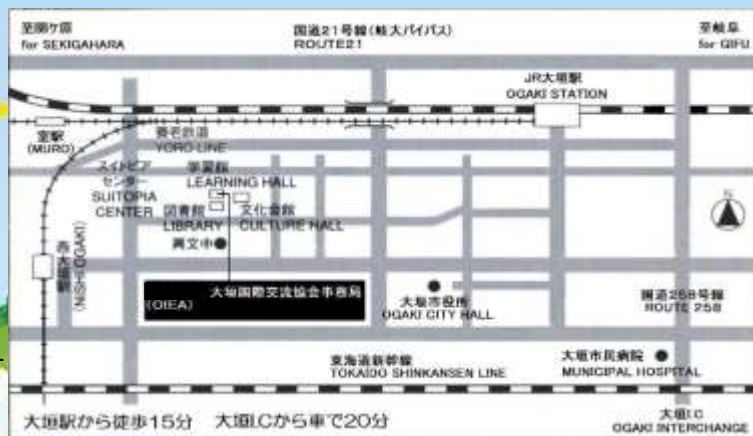 至関ケ原
for SEKIGAHARA
国道21号線(岐大バイパス)
ROUTE21
至岐阜
for GIFU
JR大垣駅
OGAKI STATION
室駅
(MURO)
養老鉄道
YORO LINE
スイトピア
センター
SUITOPIA
CENTER
学習館
LEARNING HALL
図書館
LIBRARY
文化会館
CULTURE HALL
興文中
N
西大垣駅
(NISHI OGAKI)
大垣国際交流協会事務局
(OIEA)
大垣市役所
OGAKI CITY HALL
国道258号線
ROUTE 258
東海道新幹線
TOKAIDO SHINKANSEN LINE
大垣市民病院
MUNICIPAL HOSPITAL
大垣駅から徒歩15分 大垣I.Cから車で20分
大垣I.C
OGAKI INTERCHANGE